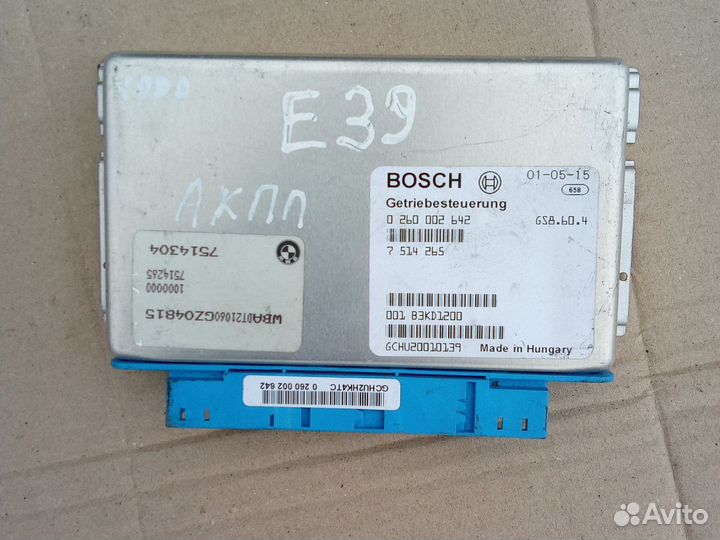 E39
АКПП
BOSCH
01-05-15
658
Getriebesteuerung
0 260 002 642
GS8.60.4
7 514 265
001 B3KD1200
GCHU20010139
Made in Hungary
7514304
7514265
1000000
WBADT21060GZ04815
GCHU2HK4TC 0 260 002 642
Avito